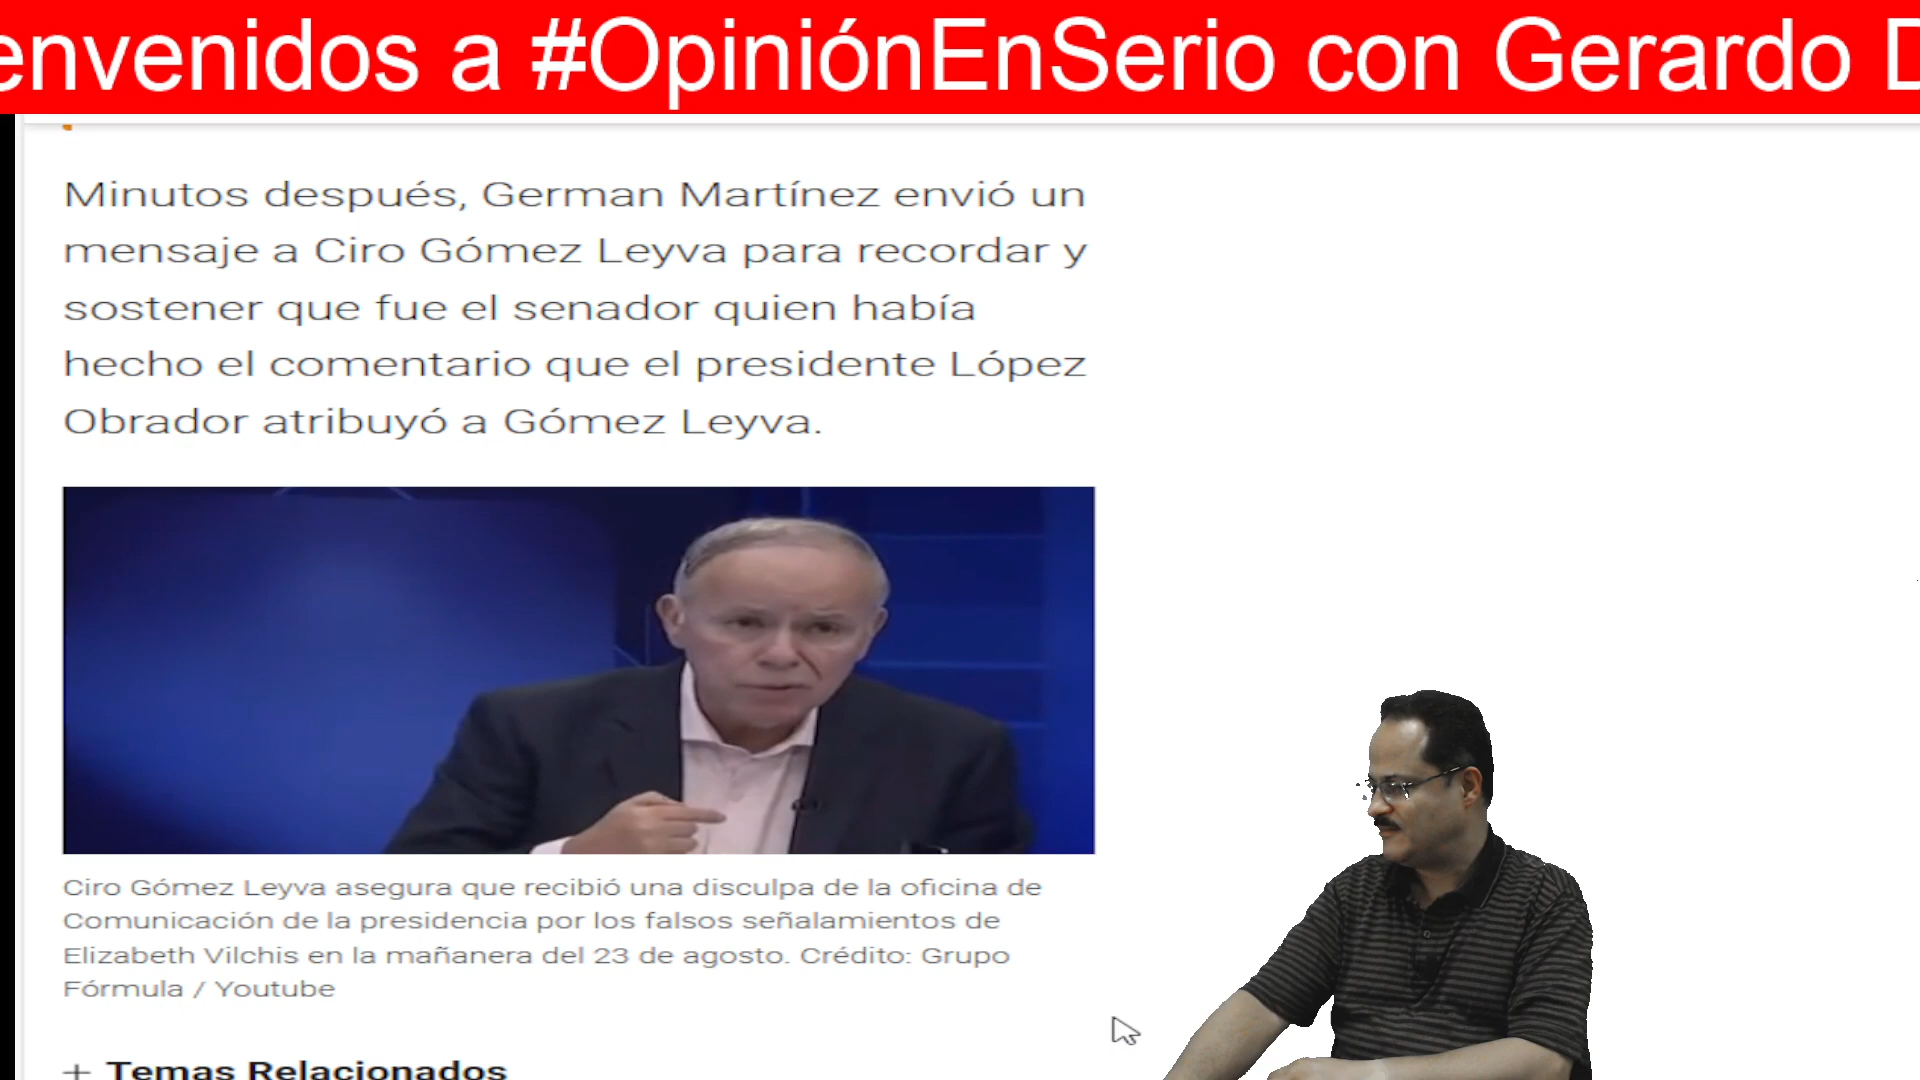 envenidos a #OpiniónEnSerio con Gerardo D
Minutos después, German Martínez envió un
mensaje a Ciro Gómez Leyva para recordar y
sostener que fue el senador quien había
hecho el comentario que el presidente López
Obrador atribuyó a Gómez Leyva.
Ciro Gómez Leyva asegura que recibió una disculpa de la oficina de
Comunicación de la presidencia por los falsos señalamientos de
Elizabeth Vilchis en la mañanera del 23 de agosto. Crédito: Grupo
Fórmula / Youtube
+ Temas Relacionados